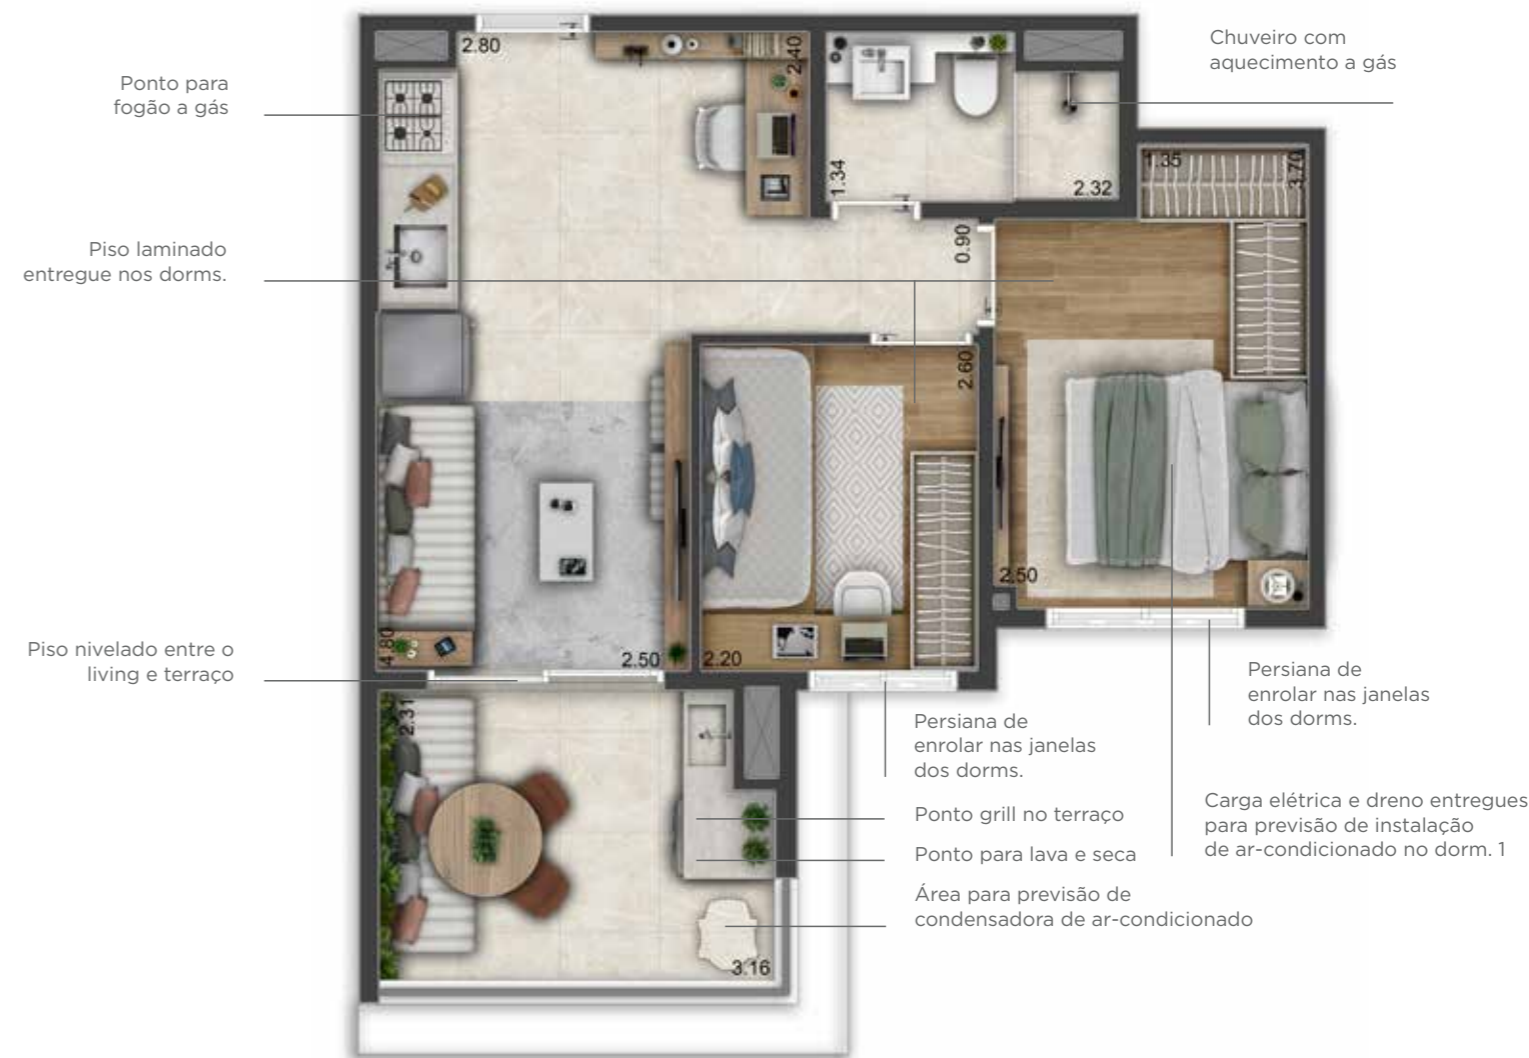 Ponto para
fogão a gás
Piso laminado
entregue nos dorms.
Piso nivelado entre o
living e terraço
2.80
2.40
1.34
2.32
1.35
3.70
0.90
2.60
2.50
4.80
2.50
2.20
2.31
3.16
Chuveiro com
aquecimento a gás
Persiana de
enrolar nas janelas
dos dorms.
Persiana de
enrolar nas janelas
dos dorms.
Ponto grill no terraço
Ponto para lava e seca
Área para previsão de
condensadora de ar-condicionado
Carga elétrica e dreno entregues
para previsão de instalação
de ar-condicionado no dorm. 1